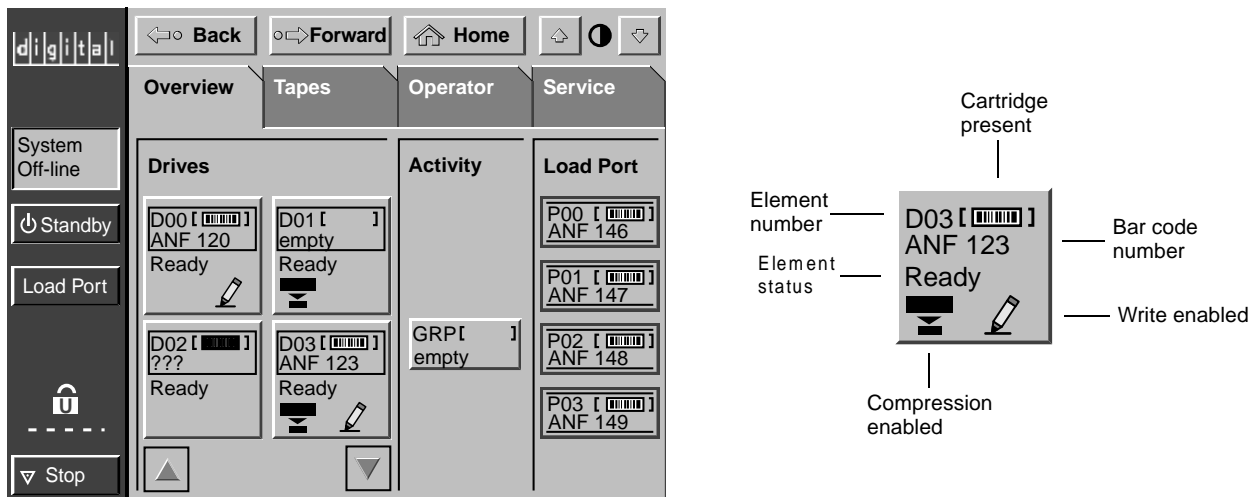 digital
Back
Forward
Home
Overview
Tapes
Operator
Service
System
Off-line
Standby
Load Port
U
Stop
Drives
D00 [ ]
ANF 120
Ready
D01 [ ]
empty
Ready
D02 [ ]
???
Ready
D03 [ ]
ANF 123
Ready
Activity
GRP[ ]
empty
Load Port
P00 [ ]
ANF 146
P01 [ ]
ANF 147
P02 [ ]
ANF 148
P03 [ ]
ANF 149
Cartridge
present
Element
number
Element
status
D03 [ ]
ANF 123
Ready
Bar code
number
Write enabled
Compression
enabled